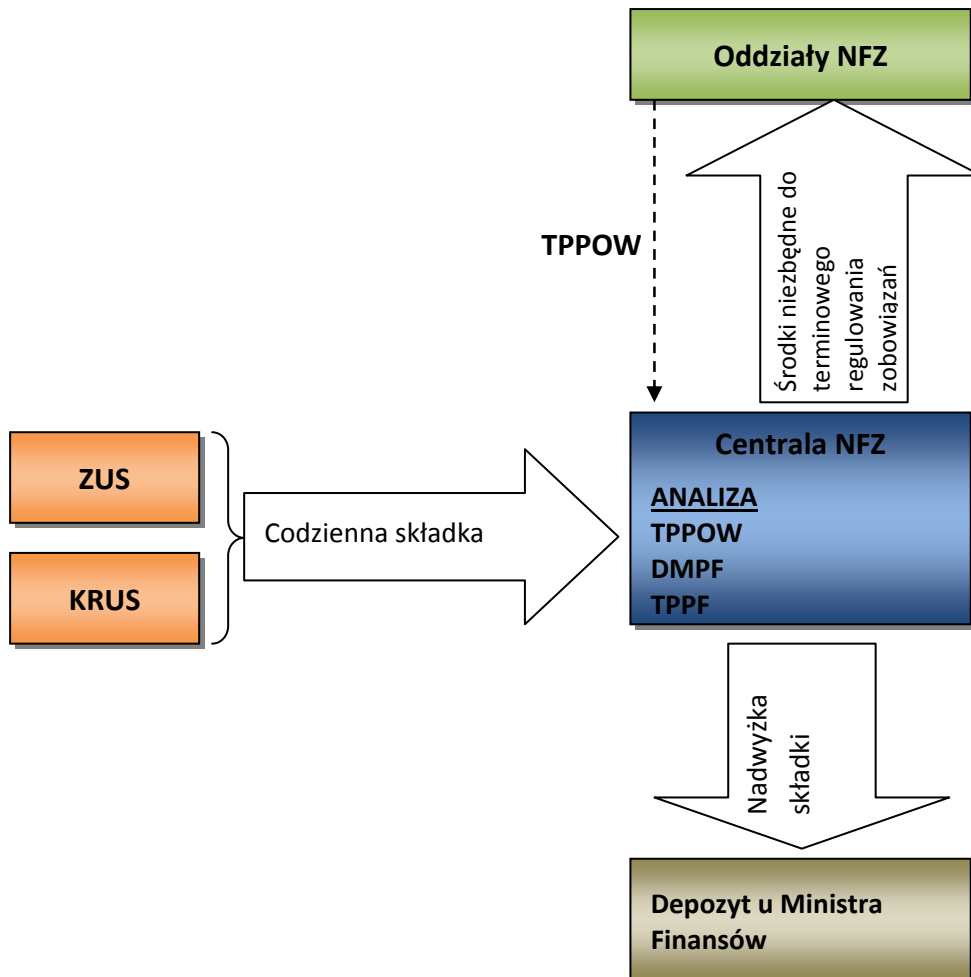 Oddziały NFZ
Środki niezbędne do
terminowego
regulowania
zobowiązań
TPPOW
ZUS
KRUS
Codzienna składka
Centrala NFZ
ANALIZA
TPPOW
DMPF
TPPF
Nadwyżka
składki
Depozyt u Ministra
Finansów